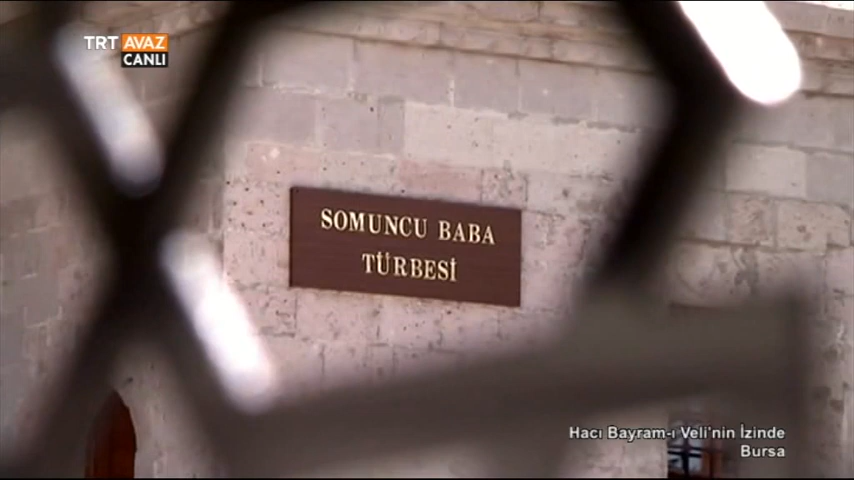 TRT AVAZ
CANLI
SOMUNCU BABA
TÜRBESİ
Hacı Bayram-ı Veli'nin İzinde
Bursa